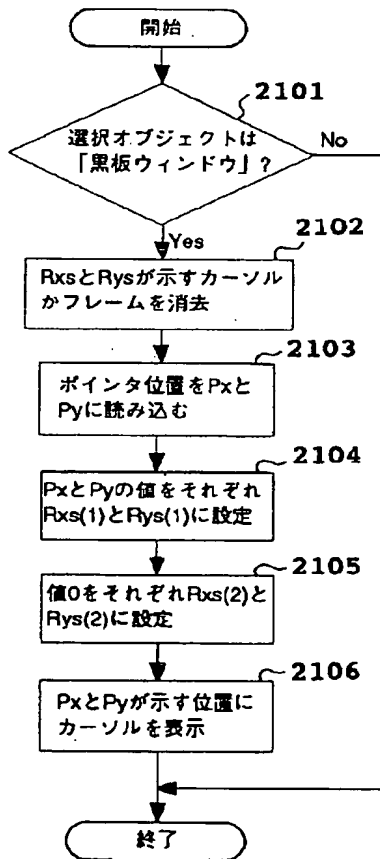 開始
2101
選択オブジェクトは
「黒板ウィンドウ」?
No
Yes
2102
RxsとRysが示すカーソル
かフレームを消去
2103
ポインタ位置をPxと
Pyに読み込む
2104
PxとPyの値をそれぞれ
Rxs(1)とRys(1)に設定
2105
値0をそれぞれRxs(2)と
Rys(2)に設定
2106
PxとPyが示す位置に
カーソルを表示
終了